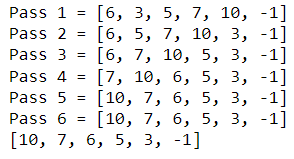 Pass 1 = [6, 3, 5, 7, 10, -1]
Pass 2 = [6, 5, 7, 10, 3, -1]
Pass 3 = [6, 7, 10, 5, 3, -1]
Pass 4 = [7, 10, 6, 5, 3, -1]
Pass 5 = [10, 7, 6, 5, 3, -1]
Pass 6 = [10, 7, 6, 5, 3, -1]
[10, 7, 6, 5, 3, -1]